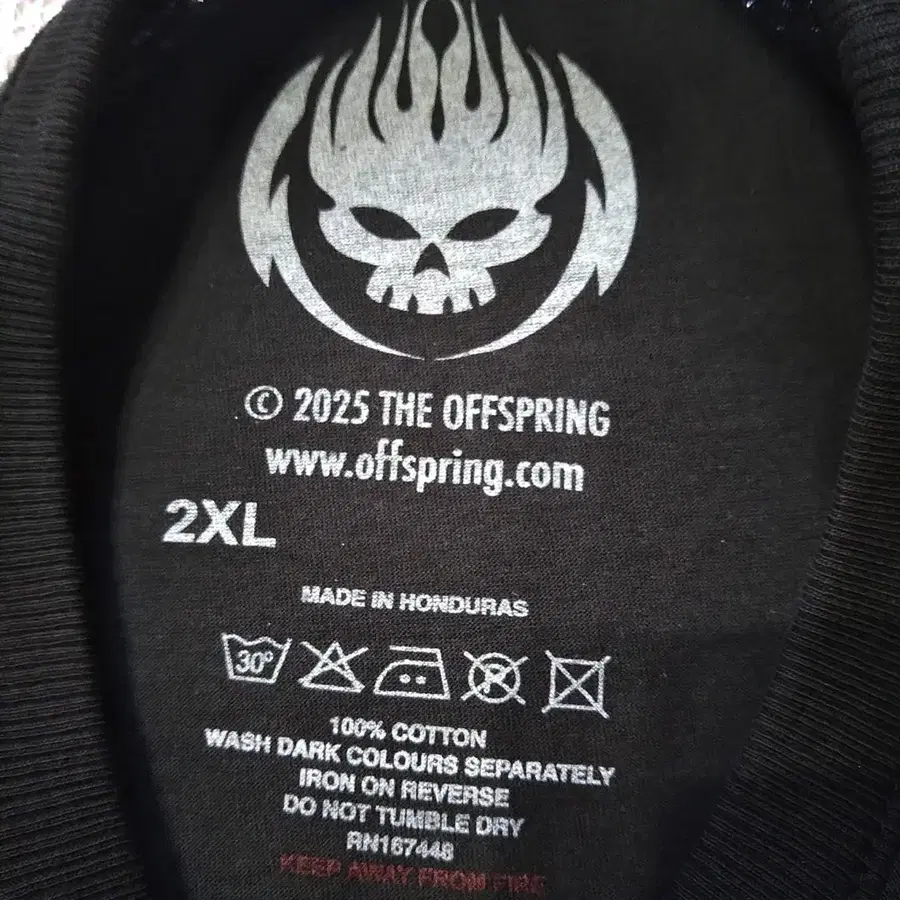 © 2025 THE OFFSPRING
www.offspring.com
2XL
MADE IN HONDURAS
30°
P
100% COTTON
WASH DARK COLOURS SEPARATELY
IRON ON REVERSE
DO NOT TUMBLE DRY
RN167448
KEEP AWAY FROM FIRE